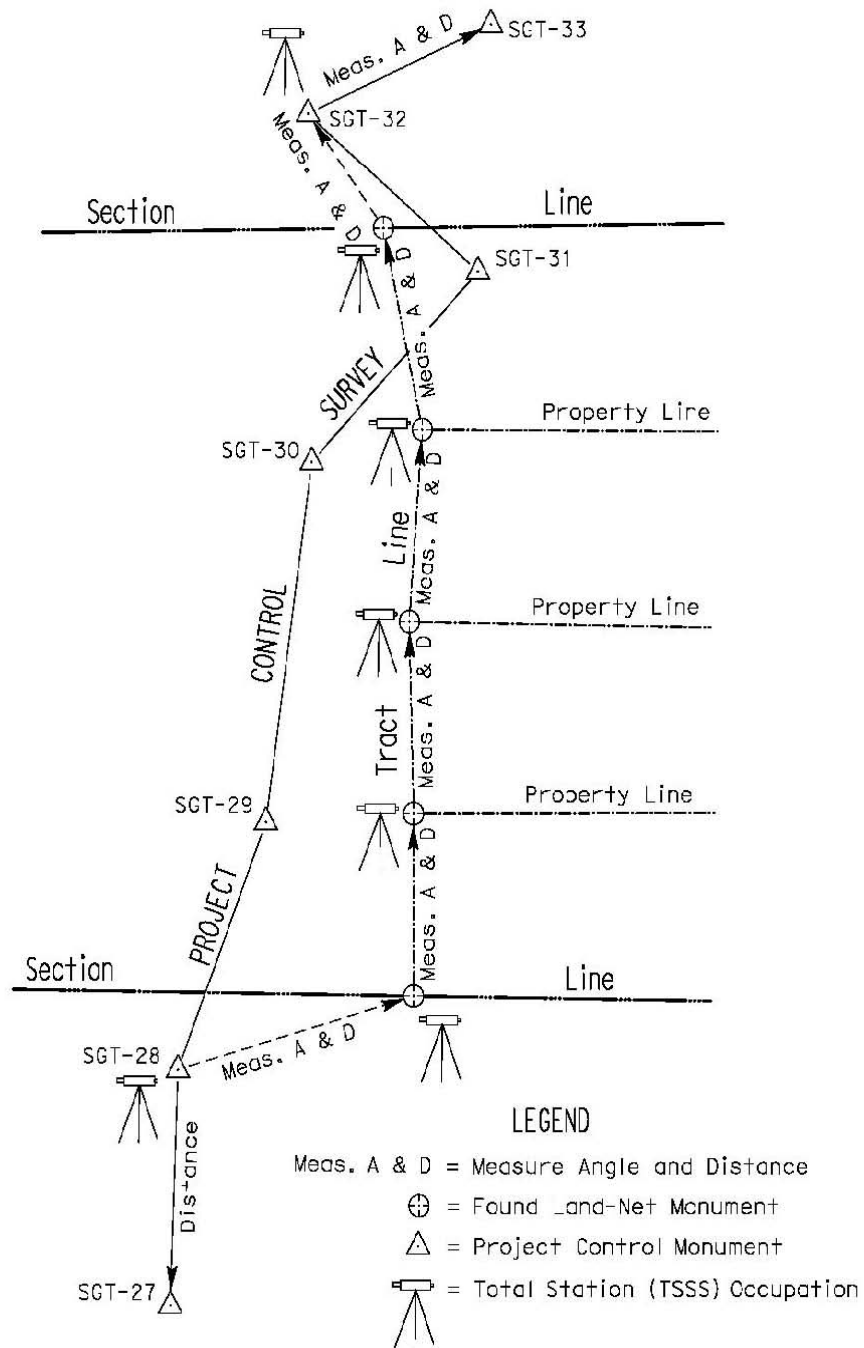 SGT-33
Meas. A & D
SGT-32
Meas. A & D
Section Line
SGT-31
Meas. A & D
SURVEY
Property Lire
SGT-30
Meas. A & D
Line
Property Line
CONTROL
Meas. A & D
Tract
SGT-29
Property Line
Meas. A & D
PROJECT
Section Line
SGT-28
Meas. A & D
Distance
SGT-27
LEGEND
Meas. A & D = Measure Angle and Distance
= Found Land-Net Monument
= Project Control Monument
= Total Station (TSSS) Occupation